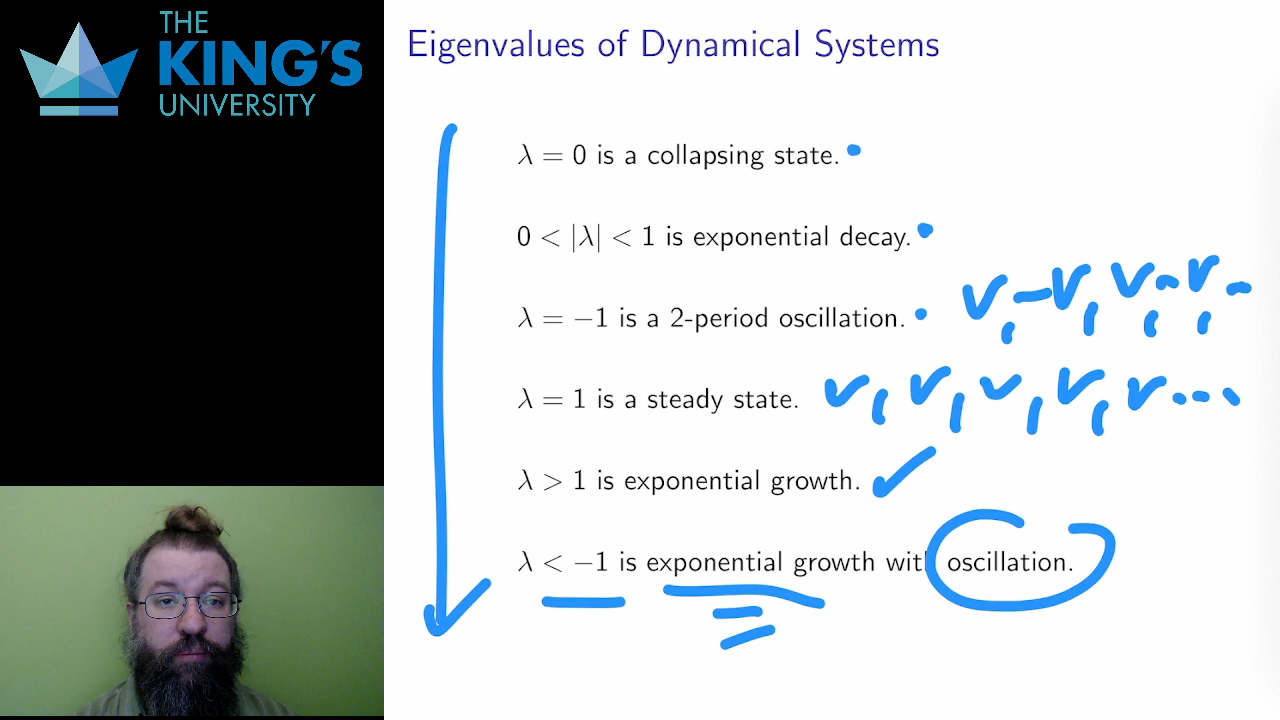 THE
KING'S
UNIVERSITY
Eigenvalues of Dynamical Systems
λ = 0 is a collapsing state.
0 < |λ| < 1 is exponential decay.
λ = −1 is a 2-period oscillation. v, −v, v, −v, −
λ = 1 is a steady state. v, v, v, v, v ...
λ > 1 is exponential growth.
λ < −1 is exponential growth with oscillation.